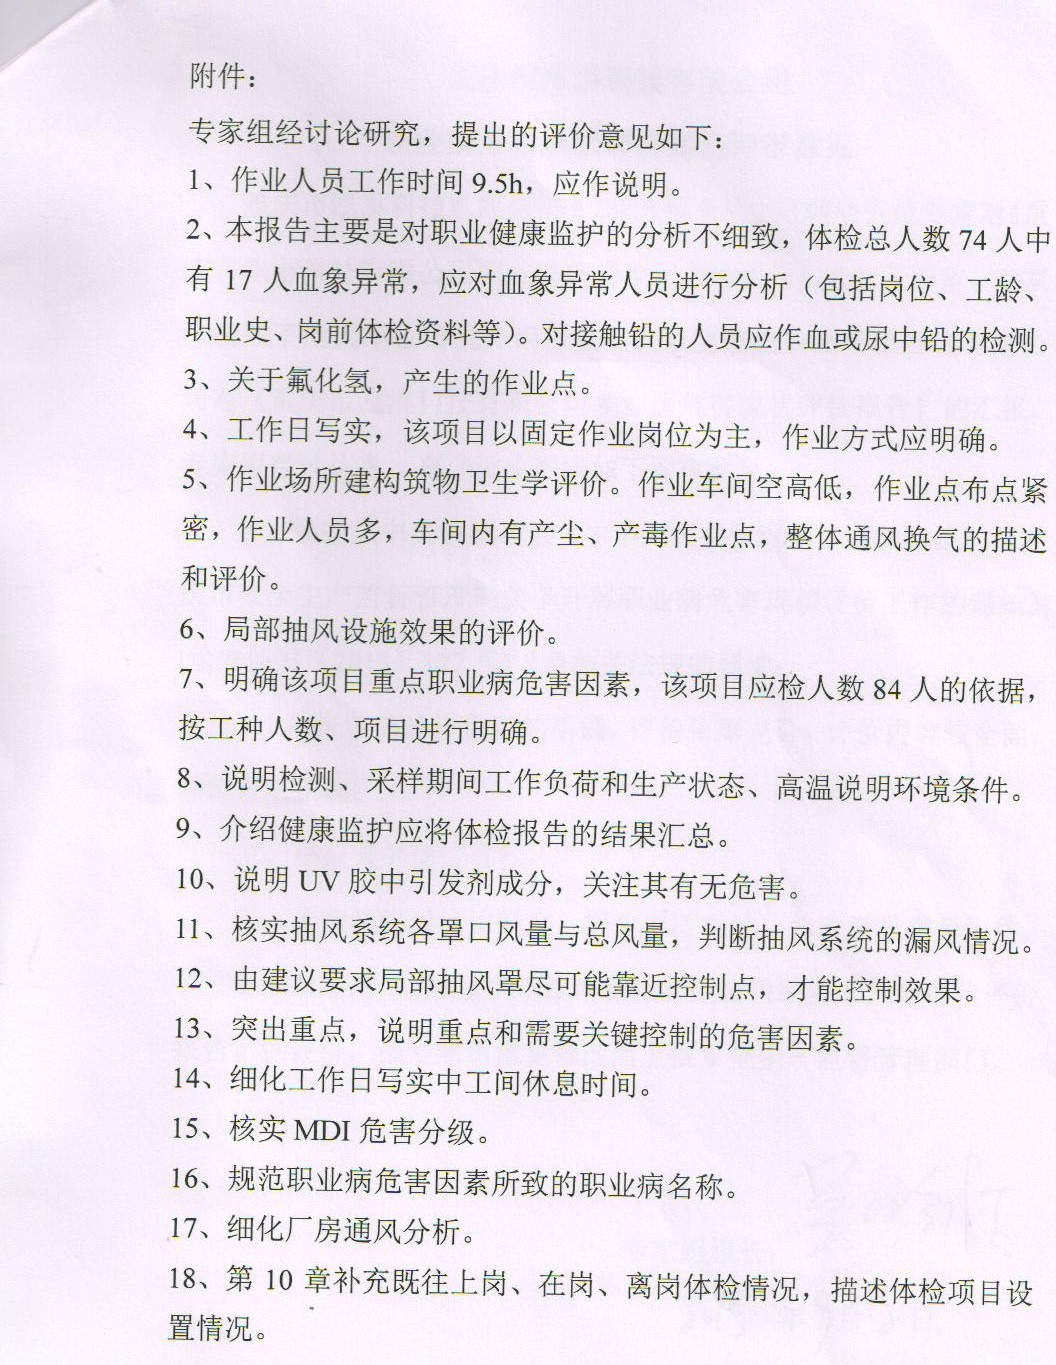 附件：
专家组经讨论研究，提出的评价意见如下：
1、作业人员工作时间 9.5h，应作说明。
2、本报告主要是对职业健康监护的分析不细致，体检总人数 74 人中
有 17 人血象异常，应对血象异常人员进行分析（包括岗位、工龄、
职业史、岗前体检资料等）。对接触铅的人员应作血或尿中铅的检测。
3、关于氟化氢，产生的作业点。
4、工作日写实，该项目以固定作业岗位为主，作业方式应明确。
5、作业场所建构筑物卫生学评价。作业车间空高低，作业点布点紧
密，作业人员多，车间内有产尘、产毒作业点，整体通风换气的描述
和评价。
6、局部抽风设施效果的评价。
7、明确该项目重点职业病危害因素，该项目应检人数 84 人的依据，
按工种人数、项目进行明确。
8、说明检测、采样期间工作负荷和生产状态、高温说明环境条件。
9、介绍健康监护应将体检报告的结果汇总。
10、说明 UV 胶中引发剂成分，关注其有无危害。
11、核实抽风系统各罩口风量与总风量，判断抽风系统的漏风情况。
12、由建议要求局部抽风罩尽可能靠近控制点，才能控制效果。
13、突出重点，说明重点和需要关键控制的危害因素。
14、细化工作日写实中工间休息时间。
15、核实 MDI 危害分级。
16、规范职业病危害因素所致的职业病名称。
17、细化厂房通风分析。
18、第 10 章补充既往上岗、在岗、离岗体检情况，描述体检项目设
置情况。